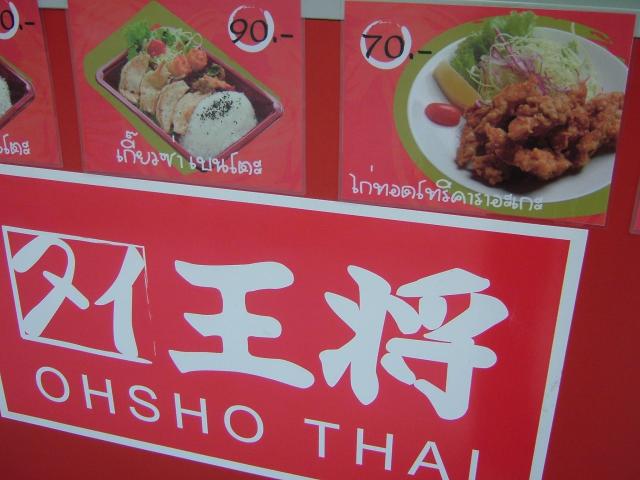 0.-
90.-
70.-
เกี๊ยวซ่า เบนโตะ
ไก่ทอดโทริคาราอะเกะ
タイ 王将
OHSHO THAI